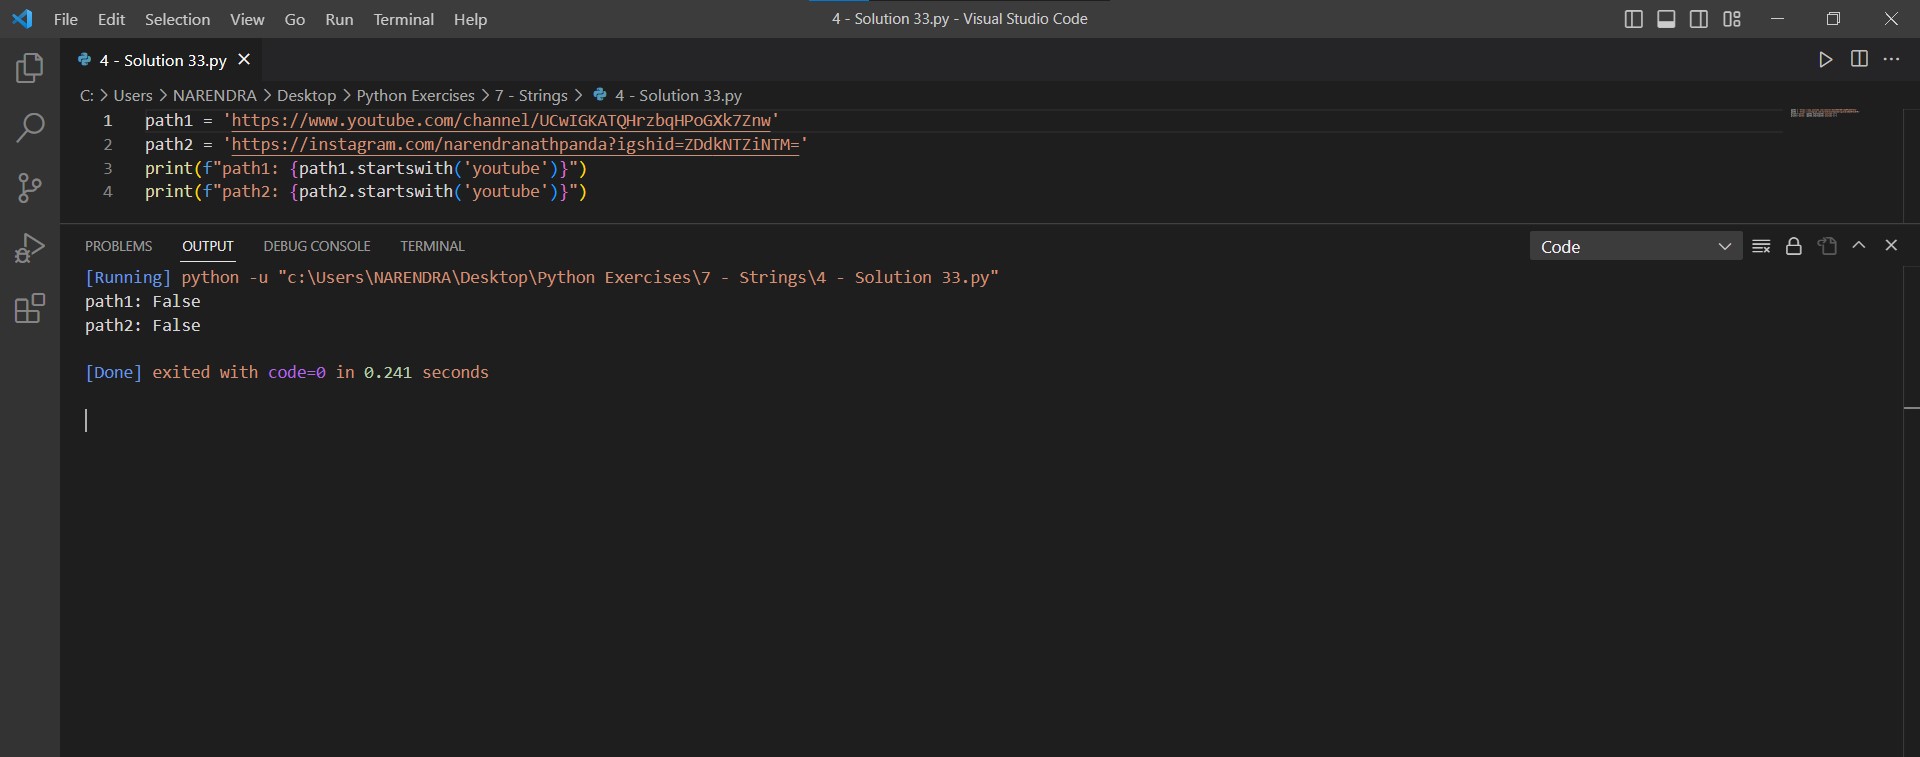 File Edit Selection View Go Run Terminal Help 4 - Solution 33.py - Visual Studio Code
4 - Solution 33.py
C: > Users > NARENDRA > Desktop > Python Exercises > 7 - Strings > 4 - Solution 33.py
1 path1 = 'https://www.youtube.com/channel/UCwIGKATQHrzbqHPoGXk7Znw'
2 path2 = 'https://instagram.com/narendranathpanda?igshid=ZDdkNTZiNTM='
3 print(f"path1: {path1.startswith('youtube')}")
4 print(f"path2: {path2.startswith('youtube')}")
PROBLEMS OUTPUT DEBUG CONSOLE TERMINAL Code
[Running] python -u "c:\Users\NARENDRA\Desktop\Python Exercises\7 - Strings\4 - Solution 33.py"
path1: False
path2: False
[Done] exited with code=0 in 0.241 seconds